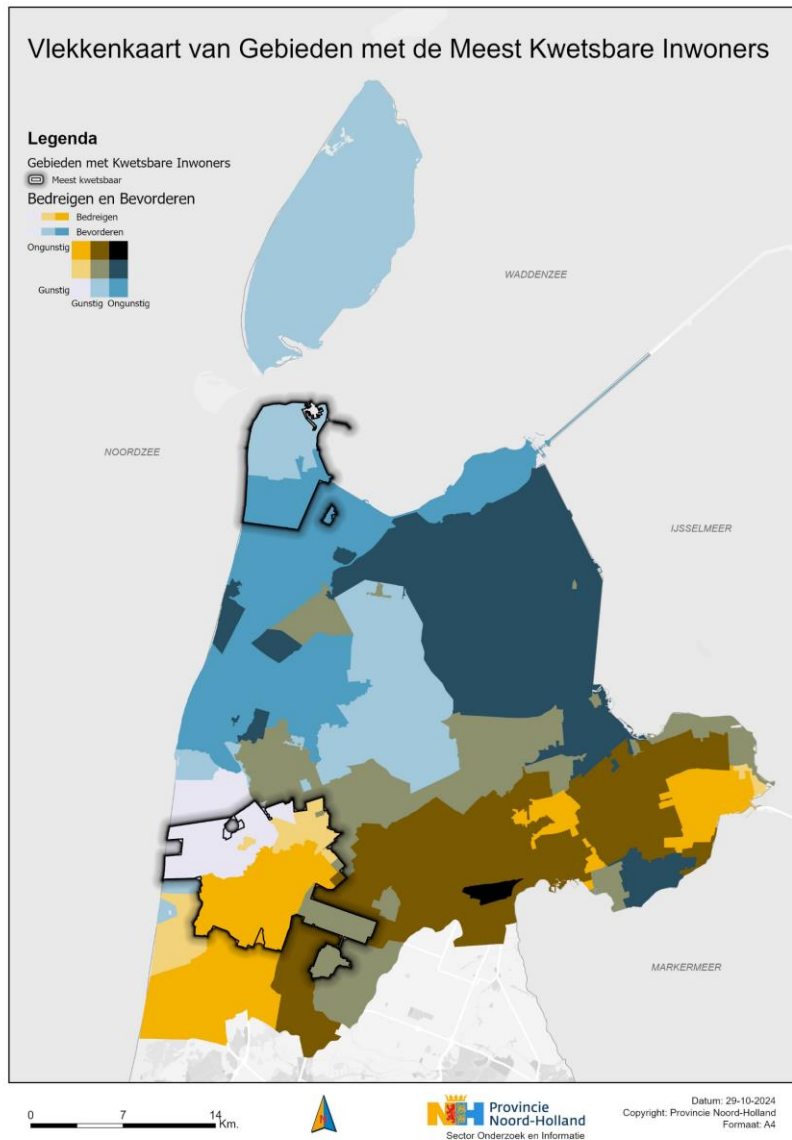 Vlekkenkaart van Gebieden met de Meest Kwetsbare Inwoners
Legenda
Gebieden met Kwetsbare Inwoners
Meest kwetsbaar
Bedreigen en Bevorderen
Bedreigen
Bevorderen
Ongunstig
Gunstig
Gunstig Ongunstig
WADDENZEE
NOORDZEE
IJSSELMEER
MARKERMEER
0 7 14 Km.
NH Provincie
Noord-Holland
Sector Onderzoek en Informatie
Datum: 29-10-2024
Copyright: Provincie Noord-Holland
Formaat: A4